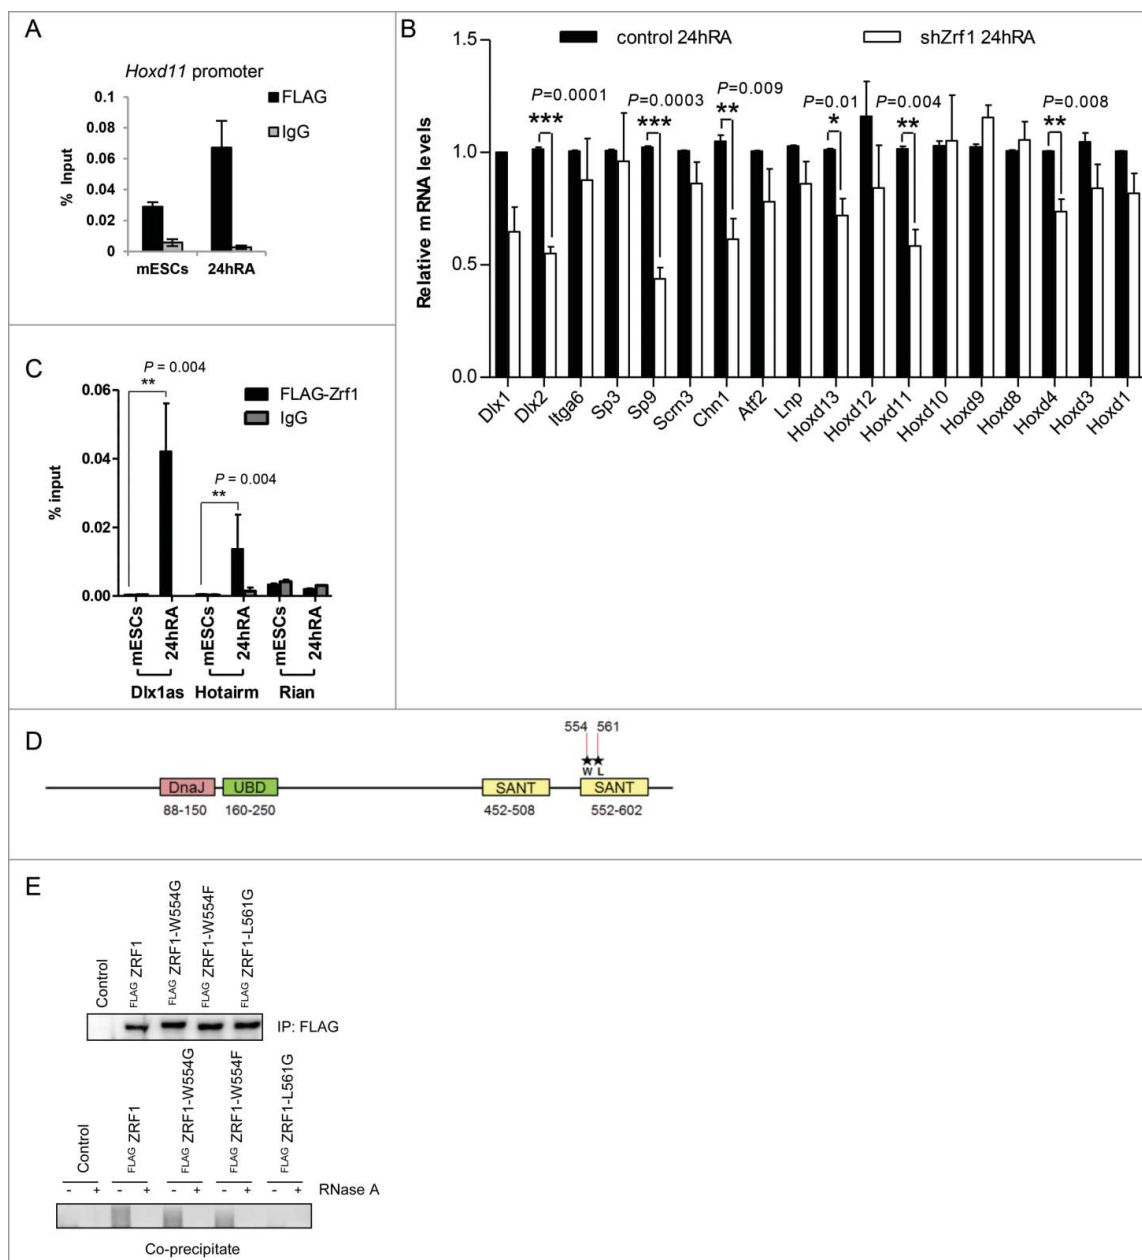 A
Hoxd11 promoter
FLAG
IgG
0.1
0.08
0.06
0.04
0.02
0
% Input
mESCs 24hRA
B
control 24hRA shZrf1 24hRA
1.5
1.0
0.5
0.0
Relative mRNA levels
P=0.0001 P=0.0003 P=0.009 P=0.01 P=0.004 P=0.008
*** *** ** * ** **
Dlx1 Dlx2 Itga6 Sp3 Sp9 Scrn3 Chn1 Atf2 Lnp Hoxd13 Hoxd12 Hoxd11 Hoxd10 Hoxd9 Hoxd8 Hoxd4 Hoxd3 Hoxd1
C
P = 0.004
**
FLAG-Zrf1
IgG
P = 0.004
**
0.06
0.04
0.02
0.00
% input
mESCs 24hRA mESCs 24hRA mESCs 24hRA
Dlx1as Hotairm Rian
D
554 561
W L
DnaJ UBD SANT SANT
88-150 160-250 452-508 552-602
E
Control FLAG ZRF1 FLAG ZRF1-W554G FLAG ZRF1-W554F FLAG ZRF1-L561G
IP: FLAG
Control FLAG ZRF1 FLAG ZRF1-W554G FLAG ZRF1-W554F FLAG ZRF1-L561G
- + - + - + - + - + RNase A
Co-precipitate